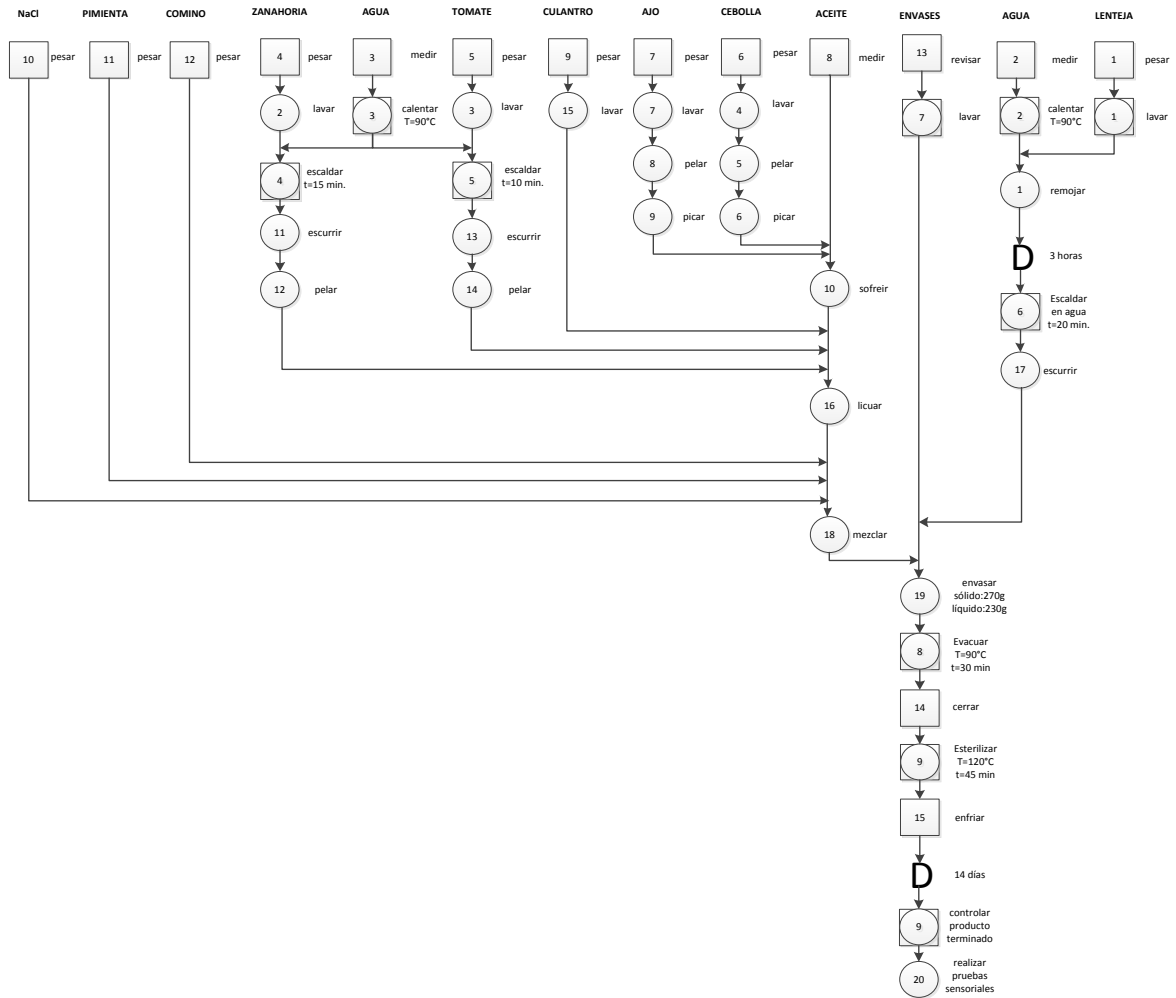 NaCl PIMIENTA COMINO ZANAHORIA AGUA TOMATE CULANTRO AJO CEBOLLA ACEITE ENVASES AGUA LENTEJA
10 pesar 11 pesar 12 pesar 4 pesar 3 medir 5 pesar 9 pesar 7 pesar 6 pesar 8 medir 13 revisar 2 medir 1 pesar
2 lavar 3 calentar 3 lavar 15 lavar 7 lavar 4 lavar 7 lavar 2 calentar 1 lavar
T=90°C T=90°C
8 pelar 5 pelar
4 escaldar 5 escaldar 1 remojar
t=15 min. t=10 min.
9 picar 6 picar
11 escurrir 13 escurrir
D 3 horas
12 pelar 14 pelar 10 sofreir
6 Escaldar
en agua
t=20 min.
17 escurrir
16 licuar
18 mezclar
envasar
19 sólido:270g
líquido:230g
Evacuar
8 T=90°C
t=30 min
14 cerrar
Esterilizar
9 T=120°C
t=45 min
15 enfriar
D 14 días
controlar
9 producto
terminado
realizar
20 pruebas
sensoriales